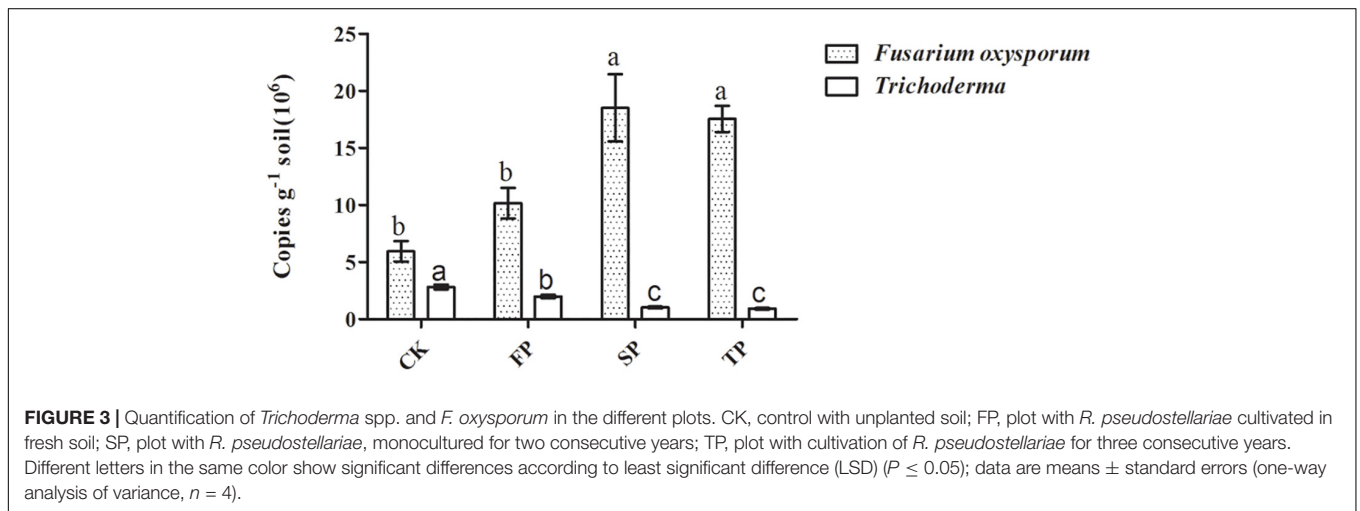 25
20
15
10
5
0
Copies g⁻¹ soil(10⁶)
b
a
b
b
a
c
a
c
CK
FP
SP
TP
Fusarium oxysporum
Trichoderma
FIGURE 3 | Quantification of Trichoderma spp. and F. oxysporum in the different plots. CK, control with unplanted soil; FP, plot with R. pseudostellariae cultivated in
fresh soil; SP, plot with R. pseudostellariae, monocultured for two consecutive years; TP, plot with cultivation of R. pseudostellariae for three consecutive years.
Different letters in the same color show significant differences according to least significant difference (LSD) (P ≤ 0.05); data are means ± standard errors (one-way
analysis of variance, n = 4).